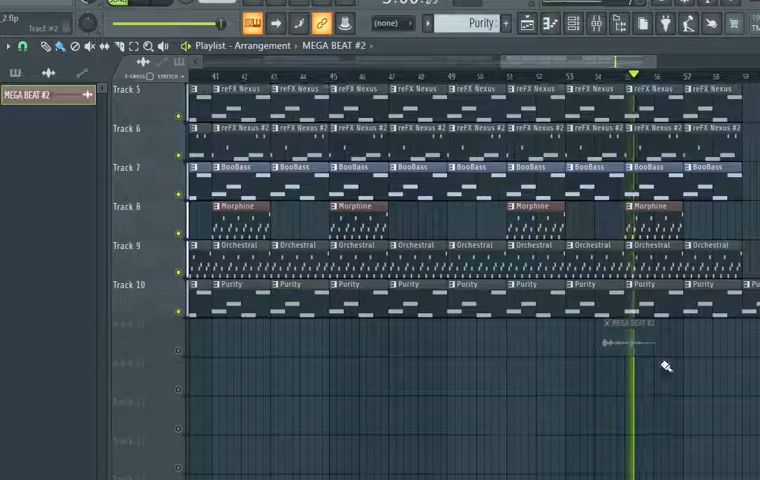 _2.flp
Track #2
(none)
Purity
Playlist - Arrangement › MEGA BEAT #2 ›
Z-CROSS STRETCH
41 42 43 44 45 46 47 48 49 50 51 52 53 54 55 56 57 58 59
MEGA BEAT #2
Track 5
reFX Nexus reFX Nexus reFX Nexus reFX Nexus reFX Nexus reFX Nexus reFX Nexus reFX Nexus reFX Nexus
Track 6
reFX Nexus #2 reFX Nexus #2 reFX Nexus #2 reFX Nexus #2 reFX Nexus #2 reFX Nexus #2 reFX Nexus #2 reFX Nexus #2 reFX Nexus #2
Track 7
BooBass BooBass BooBass BooBass BooBass BooBass BooBass BooBass BooBass
Track 8
Morphine Morphine Morphine Morphine
Track 9
Orchestral Orchestral Orchestral Orchestral Orchestral Orchestral Orchestral Orchestral Orchestral
Track 10
Purity Purity Purity Purity Purity Purity Purity Purity Purity Pu
MEGA BEAT #2